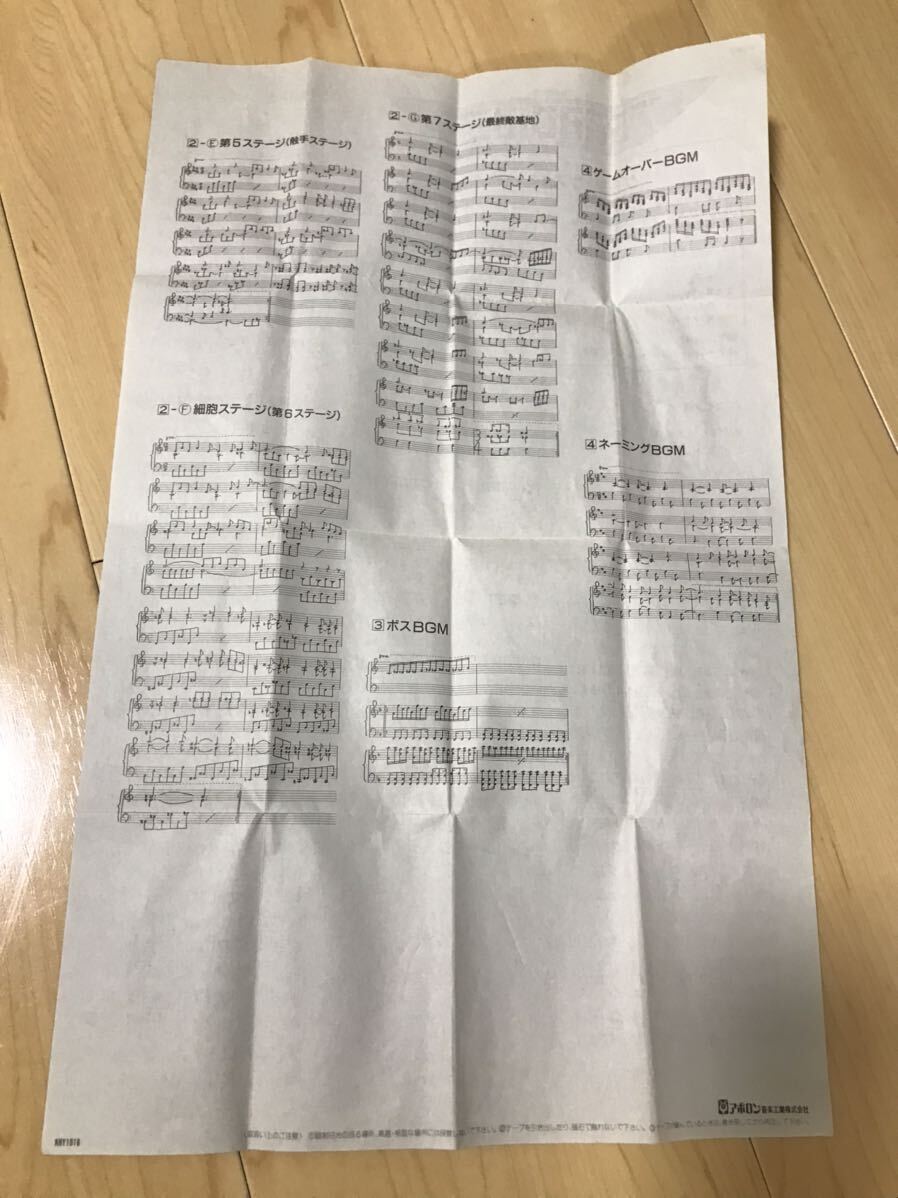 2-E 第5ステージ(触手ステージ)
2-F 細胞ステージ(第6ステージ)
2-G 第7ステージ(最終敵基地)
3 ボスBGM
4 ゲームオーバーBGM
4 ネーミングBGM
アポロン音楽工業株式会社